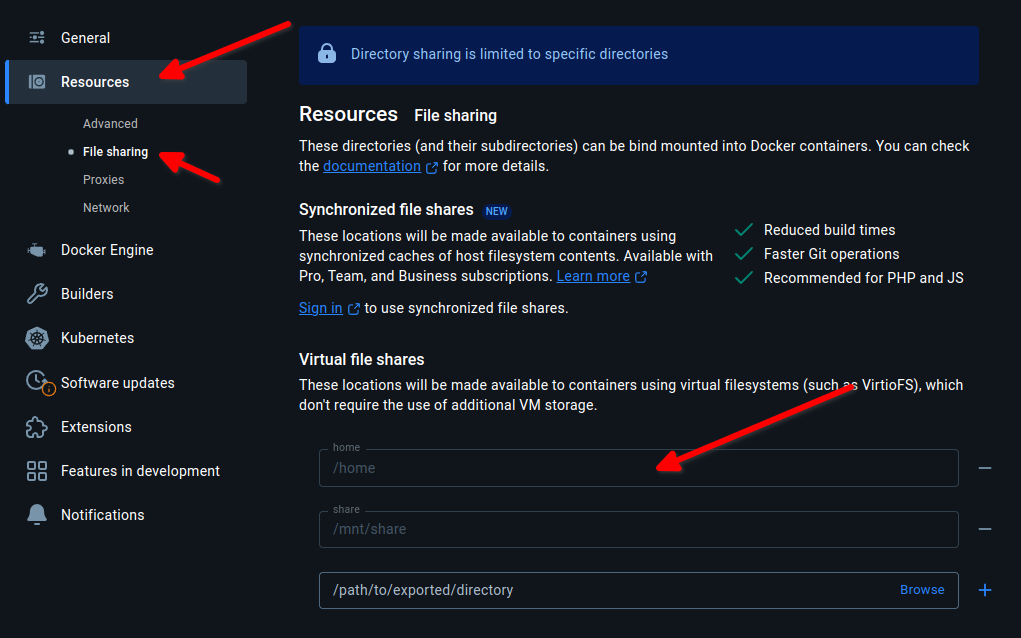 General
Resources
Advanced
File sharing
Proxies
Network
Docker Engine
Builders
Kubernetes
Software updates
Extensions
Features in development
Notifications
Directory sharing is limited to specific directories
Resources File sharing
These directories (and their subdirectories) can be bind mounted into Docker containers. You can check
the documentation for more details.
Synchronized file shares NEW
These locations will be made available to containers using
synchronized caches of host filesystem contents. Available with
Pro, Team, and Business subscriptions. Learn more
Sign in to use synchronized file shares.
Reduced build times
Faster Git operations
Recommended for PHP and JS
Virtual file shares
These locations will be made available to containers using virtual filesystems (such as VirtioFS), which
don't require the use of additional VM storage.
home
/home
share
/mnt/share
/path/to/exported/directory Browse